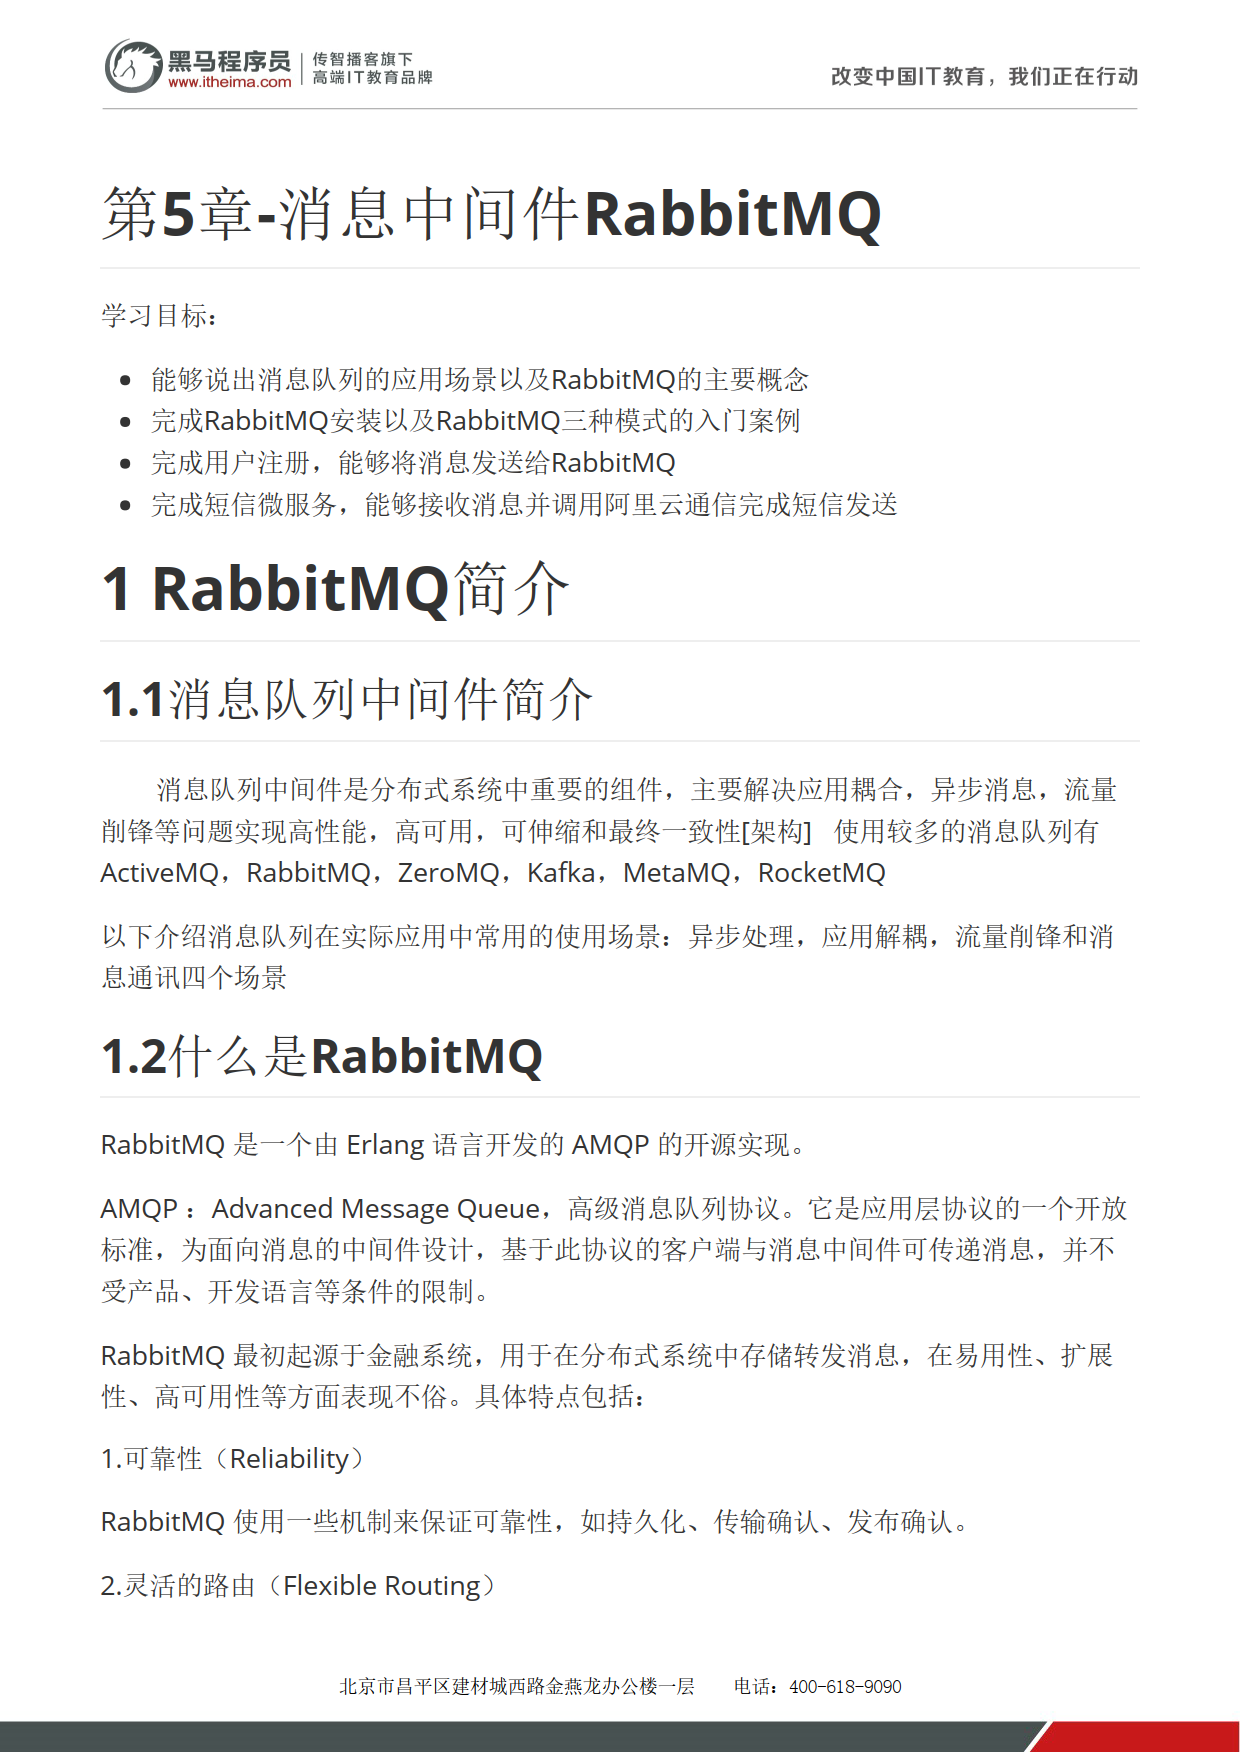 黑马程序员
www.itheima.com
传智播客旗下
高端IT教育品牌
改变中国IT教育，我们正在行动
第5章-消息中间件RabbitMQ
学习目标：
能够说出消息队列的应用场景以及RabbitMQ的主要概念
完成RabbitMQ安装以及RabbitMQ三种模式的入门案例
完成用户注册，能够将消息发送给RabbitMQ
完成短信微服务，能够接收消息并调用阿里云通信完成短信发送
1 RabbitMQ简介
1.1消息队列中间件简介
消息队列中间件是分布式系统中重要的组件，主要解决应用耦合，异步消息，流量
削锋等问题实现高性能，高可用，可伸缩和最终一致性[架构] 使用较多的消息队列有
ActiveMQ，RabbitMQ，ZeroMQ，Kafka，MetaMQ，RocketMQ
以下介绍消息队列在实际应用中常用的使用场景：异步处理，应用解耦，流量削锋和消
息通讯四个场景
1.2什么是RabbitMQ
RabbitMQ 是一个由 Erlang 语言开发的 AMQP 的开源实现。
AMQP ：Advanced Message Queue，高级消息队列协议。它是应用层协议的一个开放
标准，为面向消息的中间件设计，基于此协议的客户端与消息中间件可传递消息，并不
受产品、开发语言等条件的限制。
RabbitMQ 最初起源于金融系统，用于在分布式系统中存储转发消息，在易用性、扩展
性、高可用性等方面表现不俗。具体特点包括：
1.可靠性（Reliability）
RabbitMQ 使用一些机制来保证可靠性，如持久化、传输确认、发布确认。
2.灵活的路由（Flexible Routing）
北京市昌平区建材城西路金燕龙办公楼一层 电话：400-618-9090